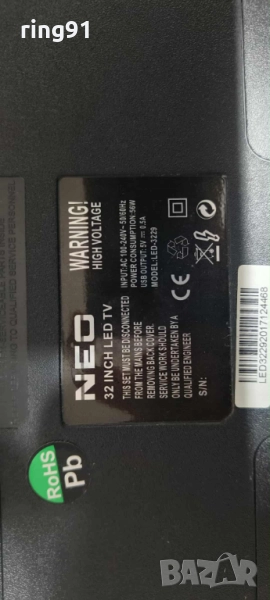 ring91
WARNING!
HIGH VOLTAGE
INPUT: AC 100-240V~ 50/60Hz
POWER CONSUMPTION: 56W
USB OUTPUT: 5V ⎓ 0.5A
MODEL: LED-3229
NEO
32 INCH LED TV
THIS SET MUST BE DISCONNECTED
FROM THE MAINS BEFORE
REMOVING BACK COVER.
SERVICE WORK SHOULD
ONLY BE UNDERTAKEN BY A
QUALIFIED ENGINEER
S/N:
CE
RoHS
Pb
BAZAR